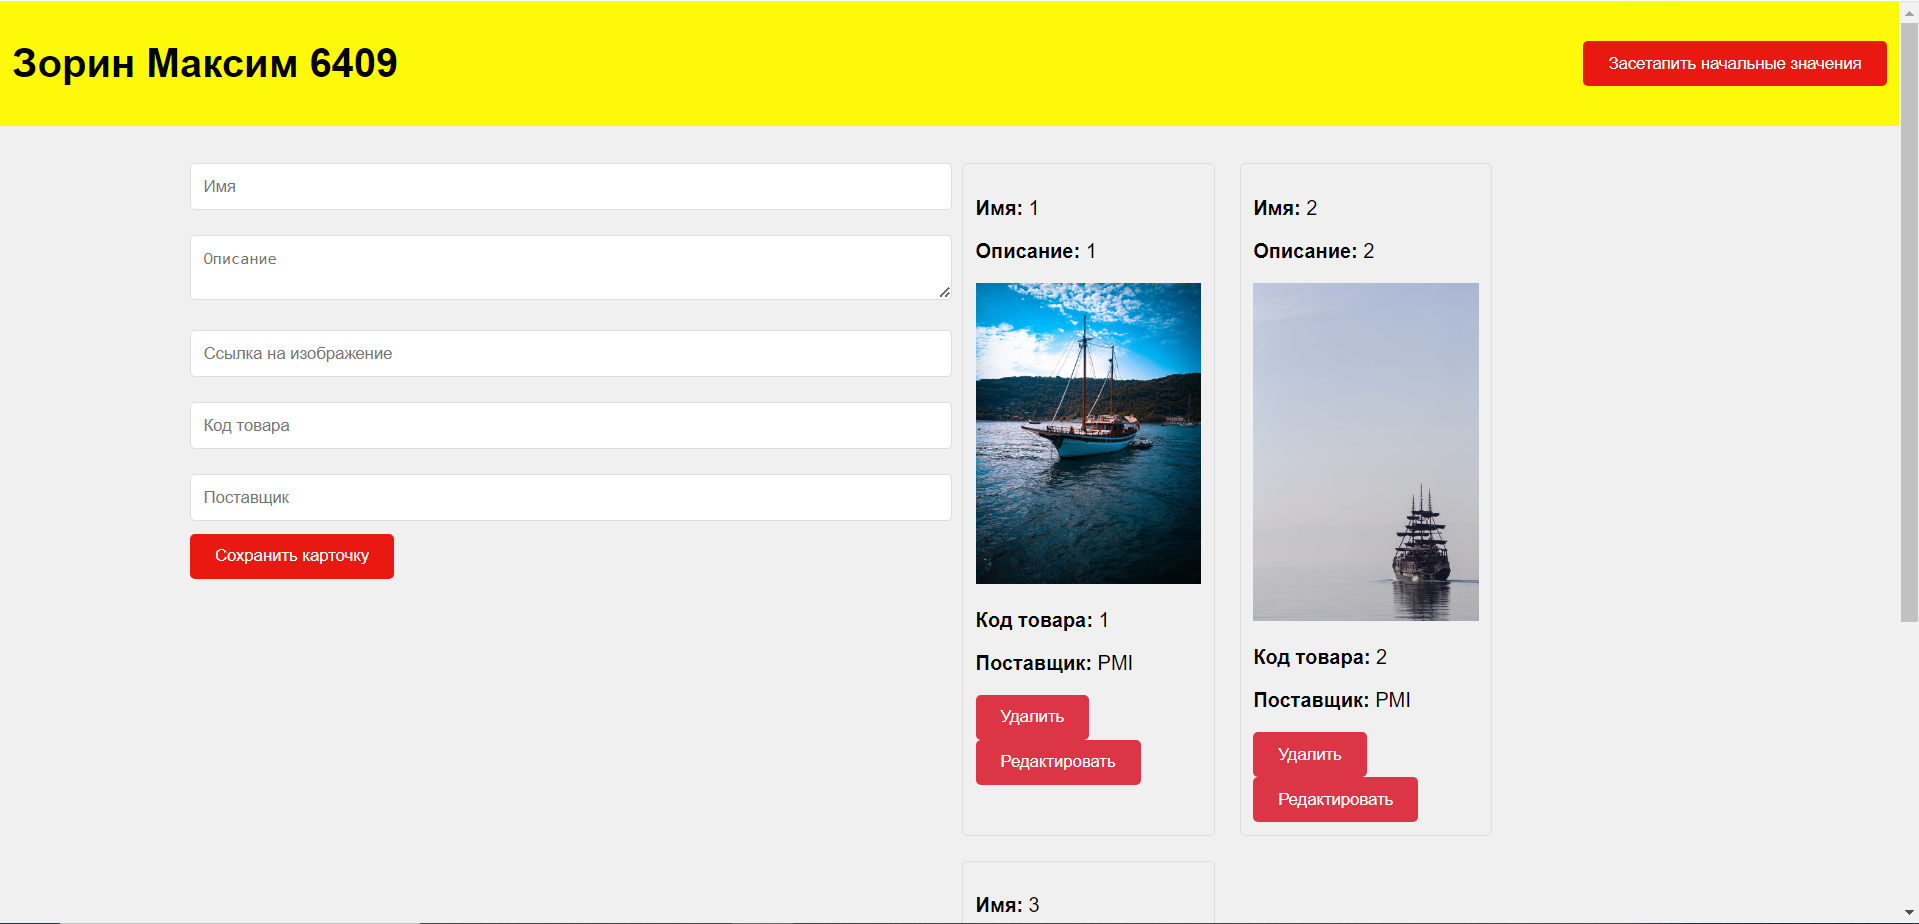 Зорин Максим 6409
Засетапить начальные значения
Имя
Описание
Ссылка на изображение
Код товара
Поставщик
Сохранить карточку
Имя: 1
Описание: 1
Код товара: 1
Поставщик: PMI
Удалить
Редактировать
Имя: 2
Описание: 2
Код товара: 2
Поставщик: PMI
Удалить
Редактировать
Имя: 3